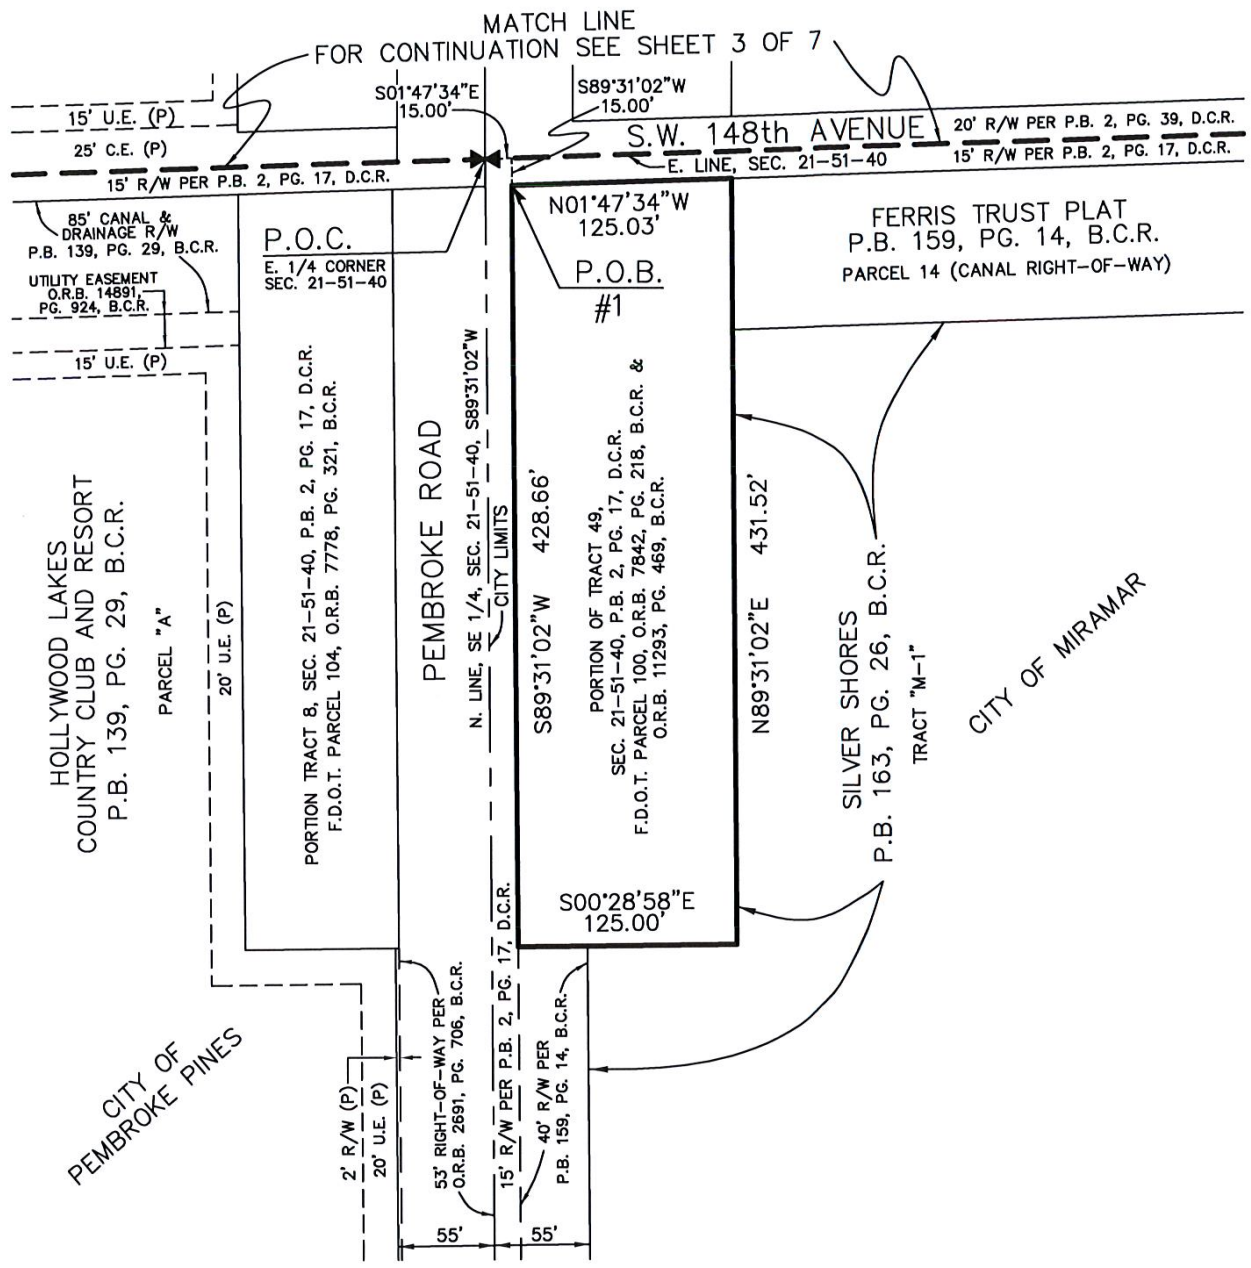 MATCH LINE
FOR CONTINUATION SEE SHEET 3 OF 7
S01°47'34"E
15.00'
S89°31'02"W
15.00'
15' U.E. (P)
25' C.E. (P)
15' R/W PER P.B. 2, PG. 17, D.C.R.
S.W. 148th AVENUE
E. LINE, SEC. 21-51-40
20' R/W PER P.B. 2, PG. 39, D.C.R.
15' R/W PER P.B. 2, PG. 17, D.C.R.
85' CANAL &
DRAINAGE R/W
P.B. 139, PG. 29, B.C.R.
UTILITY EASEMENT
O.R.B. 14891,
PG. 924, B.C.R.
15' U.E. (P)
P.O.C.
E. 1/4 CORNER
SEC. 21-51-40
N01°47'34"W
125.03'
P.O.B.
#1
FERRIS TRUST PLAT
P.B. 159, PG. 14, B.C.R.
PARCEL 14 (CANAL RIGHT-OF-WAY)
HOLLYWOOD LAKES
COUNTRY CLUB AND RESORT
P.B. 139, PG. 29, B.C.R.
PARCEL "A"
20' U.E. (P)
PORTION TRACT 8, SEC. 21-51-40, P.B. 2, PG. 17, D.C.R.
F.D.O.T. PARCEL 104, O.R.B. 7778, PG. 321, B.C.R.
PEMBROKE ROAD
N. LINE, SE 1/4, SEC. 21-51-40, S89°31'02"W
CITY LIMITS
S89°31'02"W 428.66'
PORTION OF TRACT 49,
SEC. 21-51-40, P.B. 2, PG. 17, D.C.R.
F.D.O.T. PARCEL 100, O.R.B. 7842, PG. 218, B.C.R. &
O.R.B. 11293, PG. 469, B.C.R.
N89°31'02"E 431.52'
SILVER SHORES
P.B. 163, PG. 26, B.C.R.
TRACT "M-1"
CITY OF MIRAMAR
S00°28'58"E
125.00'
CITY OF
PEMBROKE PINES
2' R/W (P)
20' U.E. (P)
53' RIGHT-OF-WAY PER
O.R.B. 2691, PG. 706, B.C.R.
15' R/W PER P.B. 2, PG. 17, D.C.R.
40' R/W PER
P.B. 159, PG. 14, B.C.R.
55'
55'